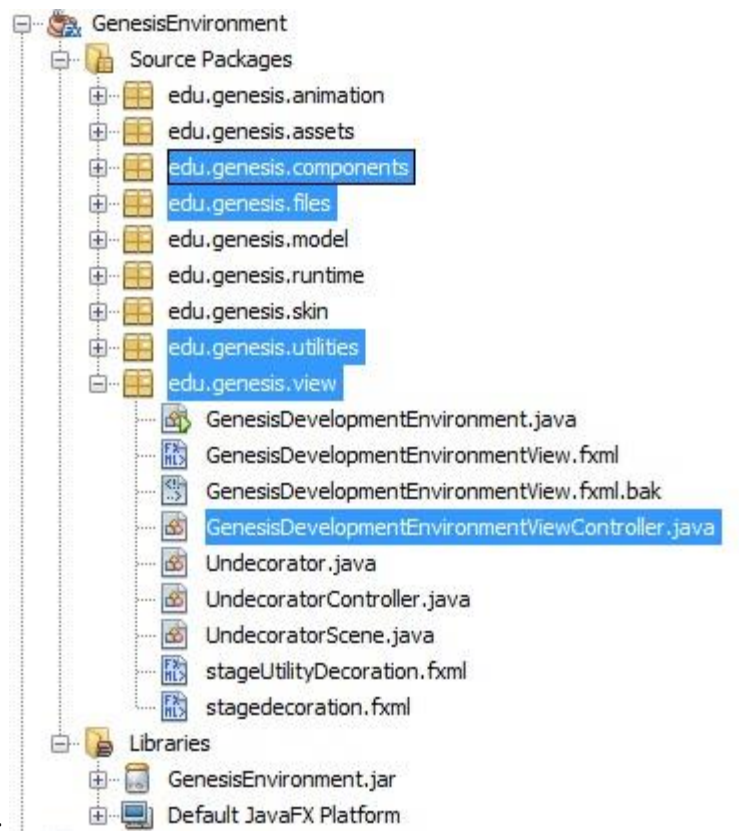 GenesisEnvironment
Source Packages
edu.genesis.animation
edu.genesis.assets
edu.genesis.components
edu.genesis.files
edu.genesis.model
edu.genesis.runtime
edu.genesis.skin
edu.genesis.utilities
edu.genesis.view
GenesisDevelopmentEnvironment.java
GenesisDevelopmentEnvironmentView.fxml
GenesisDevelopmentEnvironmentView.fxml.bak
GenesisDevelopmentEnvironmentViewController.java
Undecorator.java
UndecoratorController.java
UndecoratorScene.java
stageUtilityDecoration.fxml
stagedecoration.fxml
Libraries
GenesisEnvironment.jar
Default JavaFX Platform